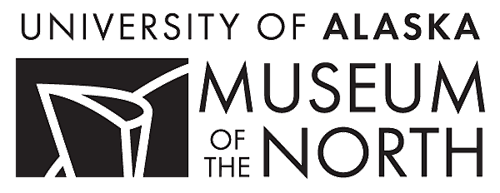 UNIVERSITY OF ALASKA
MUSEUM
OF THE NORTH